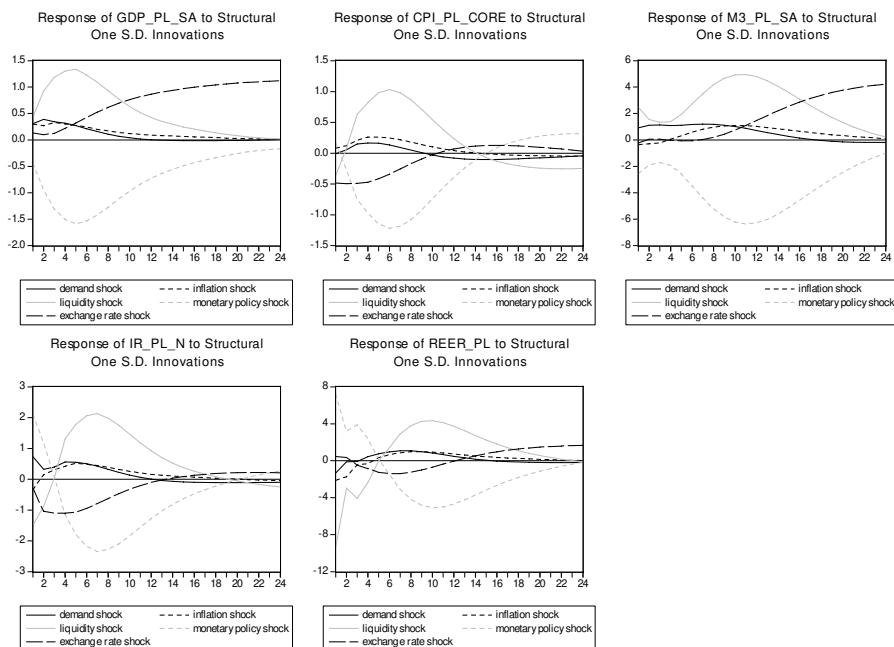 Response of GDP_PL_SA to Structural
One S.D. Innovations
1.5
1.0
0.5
0.0
-0.5
-1.0
-1.5
-2.0
2 4 6 8 10 12 14 16 18 20 22 24
demand shock inflation shock
liquidity shock monetary policy shock
exchange rate shock
Response of CPI_PL_CORE to Structural
One S.D. Innovations
1.5
1.0
0.5
0.0
-0.5
-1.0
-1.5
2 4 6 8 10 12 14 16 18 20 22 24
demand shock inflation shock
liquidity shock monetary policy shock
exchange rate shock
Response of M3_PL_SA to Structural
One S.D. Innovations
6
4
2
0
-2
-4
-6
-8
2 4 6 8 10 12 14 16 18 20 22 24
demand shock inflation shock
liquidity shock monetary policy shock
exchange rate shock
Response of IR_PL_N to Structural
One S.D. Innovations
3
2
1
0
-1
-2
-3
2 4 6 8 10 12 14 16 18 20 22 24
demand shock inflation shock
liquidity shock monetary policy shock
exchange rate shock
Response of REER_PL to Structural
One S.D. Innovations
8
4
0
-4
-8
-12
2 4 6 8 10 12 14 16 18 20 22 24
demand shock inflation shock
liquidity shock monetary policy shock
exchange rate shock